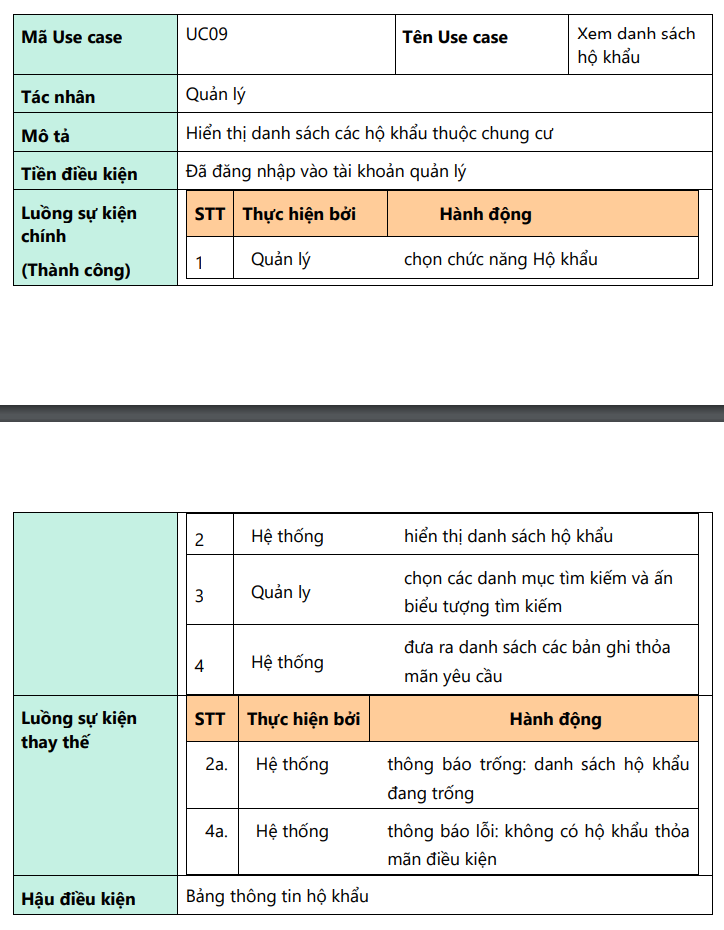 Mã Use case UC09 Tên Use case Xem danh sách
hộ khẩu
Tác nhân Quản lý
Mô tả Hiển thị danh sách các hộ khẩu thuộc chung cư
Tiền điều kiện Đã đăng nhập vào tài khoản quản lý
Luồng sự kiện
chính
(Thành công)
STT Thực hiện bởi Hành động
1 Quản lý chọn chức năng Hộ khẩu
2 Hệ thống hiển thị danh sách hộ khẩu
3 Quản ly chọn các danh mục tìm kiếm và ấn
biểu tượng tìm kiếm
4 Hệ thống đưa ra danh sách các bản ghi thỏa
mãn yêu cầu
Luồng sự kiện
thay thế
STT Thực hiện bởi Hành động
2a. Hệ thống thông báo trống: danh sách hộ khẩu
đang trống
4a. Hệ thống thông báo lỗi: không có hộ khẩu thỏa
mãn điều kiện
Hậu điều kiện Bảng thông tin hộ khẩu